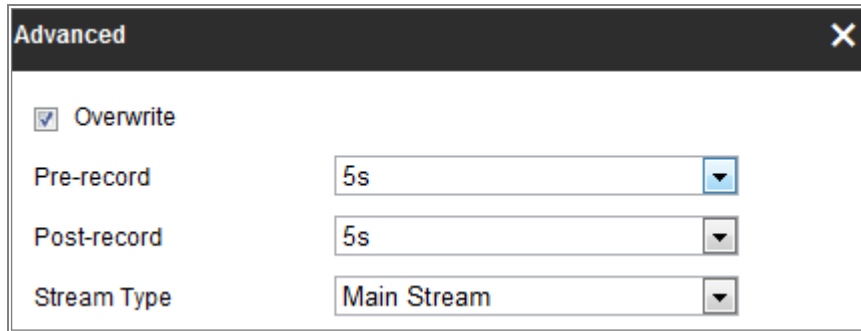 Advanced
Overwrite
Pre-record 5s
Post-record 5s
Stream Type Main Stream